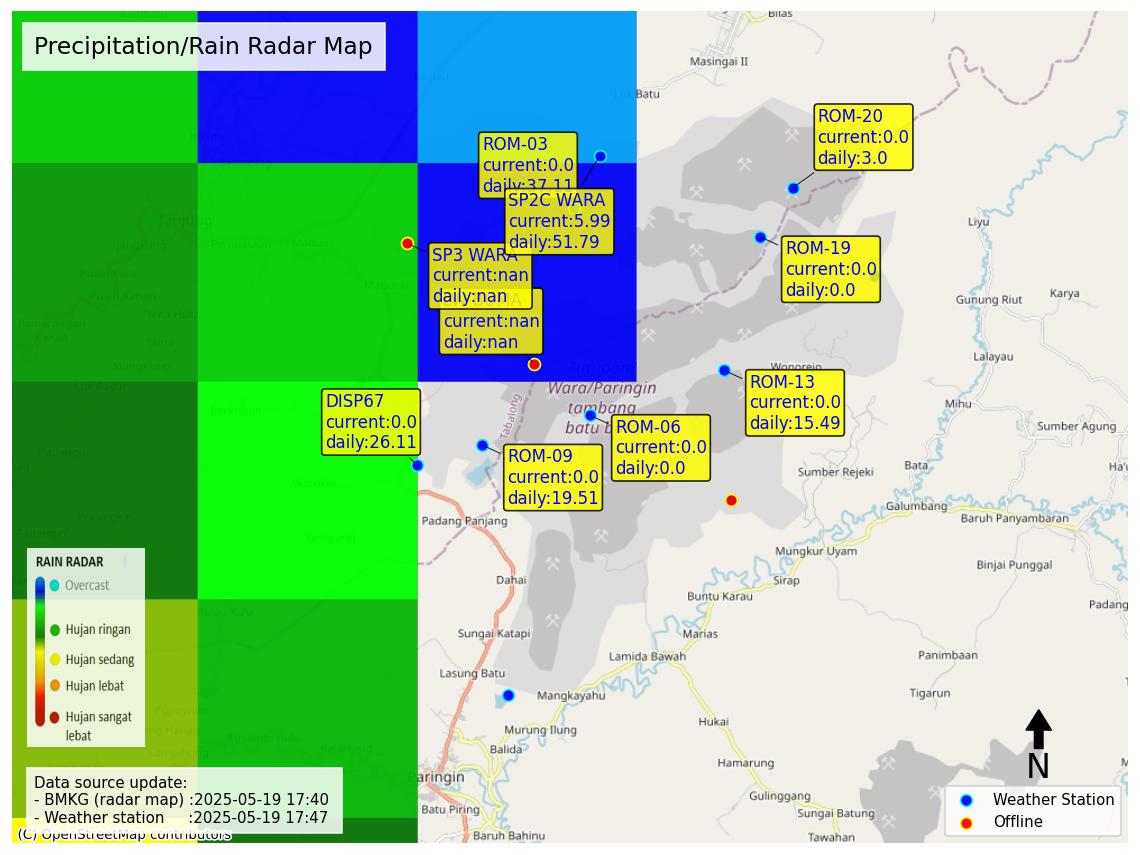 Precipitation/Rain Radar Map
Bilas
Masingai II
Batu
ROM-20
current:0.0
daily:3.0
ROM-03
current:0.0
daily:37.11
SP2C WARA
current:5.99
daily:51.79
ROM-19
current:0.0
daily:0.0
SP3 WARA
current:nan
daily:nan
current:nan
daily:nan
Tanjung
Mabu'un
Maburai
Liyu
Gunung Riut
Karya
Lalayau
Wonorejo
Mihu
Tutupan/
Wara/Paringin
tambang
batu b
Tabalong
ROM-13
current:0.0
daily:15.49
DISP67
current:0.0
daily:26.11
ROM-06
current:0.0
daily:0.0
ROM-09
current:0.0
daily:19.51
Sumber Agung
Bata
Ha'u
Sumber Rejeki
Galumbang
Baruh Panyambaran
Padang Panjang
Mungkur Uyam
Binjai Punggal
Dahai
Sirap
Buntu Karau
Padang
Sungai Katapi
Marias
Lamida Bawah
Panimbaan
Lasung Batu
Mangkayahu
Tigarun
Murung Ilung
Hukai
Balida
Hamarung
Paringin
Batu Piring
Gulinggang
Sungai Batung
Baruh Bahinu
Tawahan
RAIN RADAR
Overcast
Hujan ringan
Hujan sedang
Hujan lebat
Hujan sangat
lebat
Data source update:
- BMKG (radar map) :2025-05-19 17:40
- Weather station :2025-05-19 17:47
(C) OpenStreetMap contributors
N
Weather Station
Offline